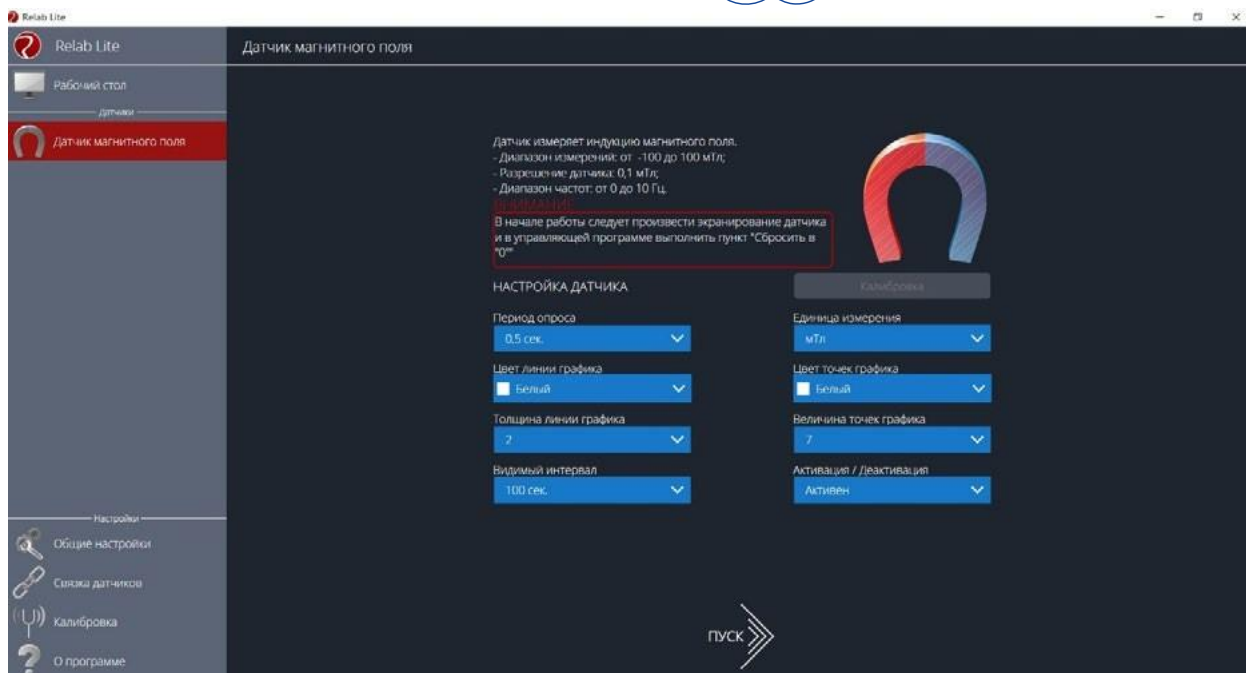 Relab Lite
Relab Lite
Датчик магнитного поля
Рабочий стол
Датчики
Датчик магнитного поля
Датчик измеряет индукцию магнитного поля.
- Диапазон измерений: от -100 до 100 мТл;
- Разрешение датчика: 0,1 мТл;
- Диапазон частот: от 0 до 10 Гц.
ВНИМАНИЕ
В начале работы следует произвести экранирование датчика
и в управляющей программе выполнить пункт "Сбросить в
"0""
НАСТРОЙКА ДАТЧИКА
Калибровка
Период опроса
0.5 сек.
Единица измерения
мТл
Цвет линии графика
Белый
Цвет точек графика
Белый
Толщина линии графика
2
Величина точек графика
7
Видимый интервал
100 сек.
Активация / Деактивация
Активен
Настройки
Общие настройки
Связка датчиков
Калибровка
О программе
ПУСК